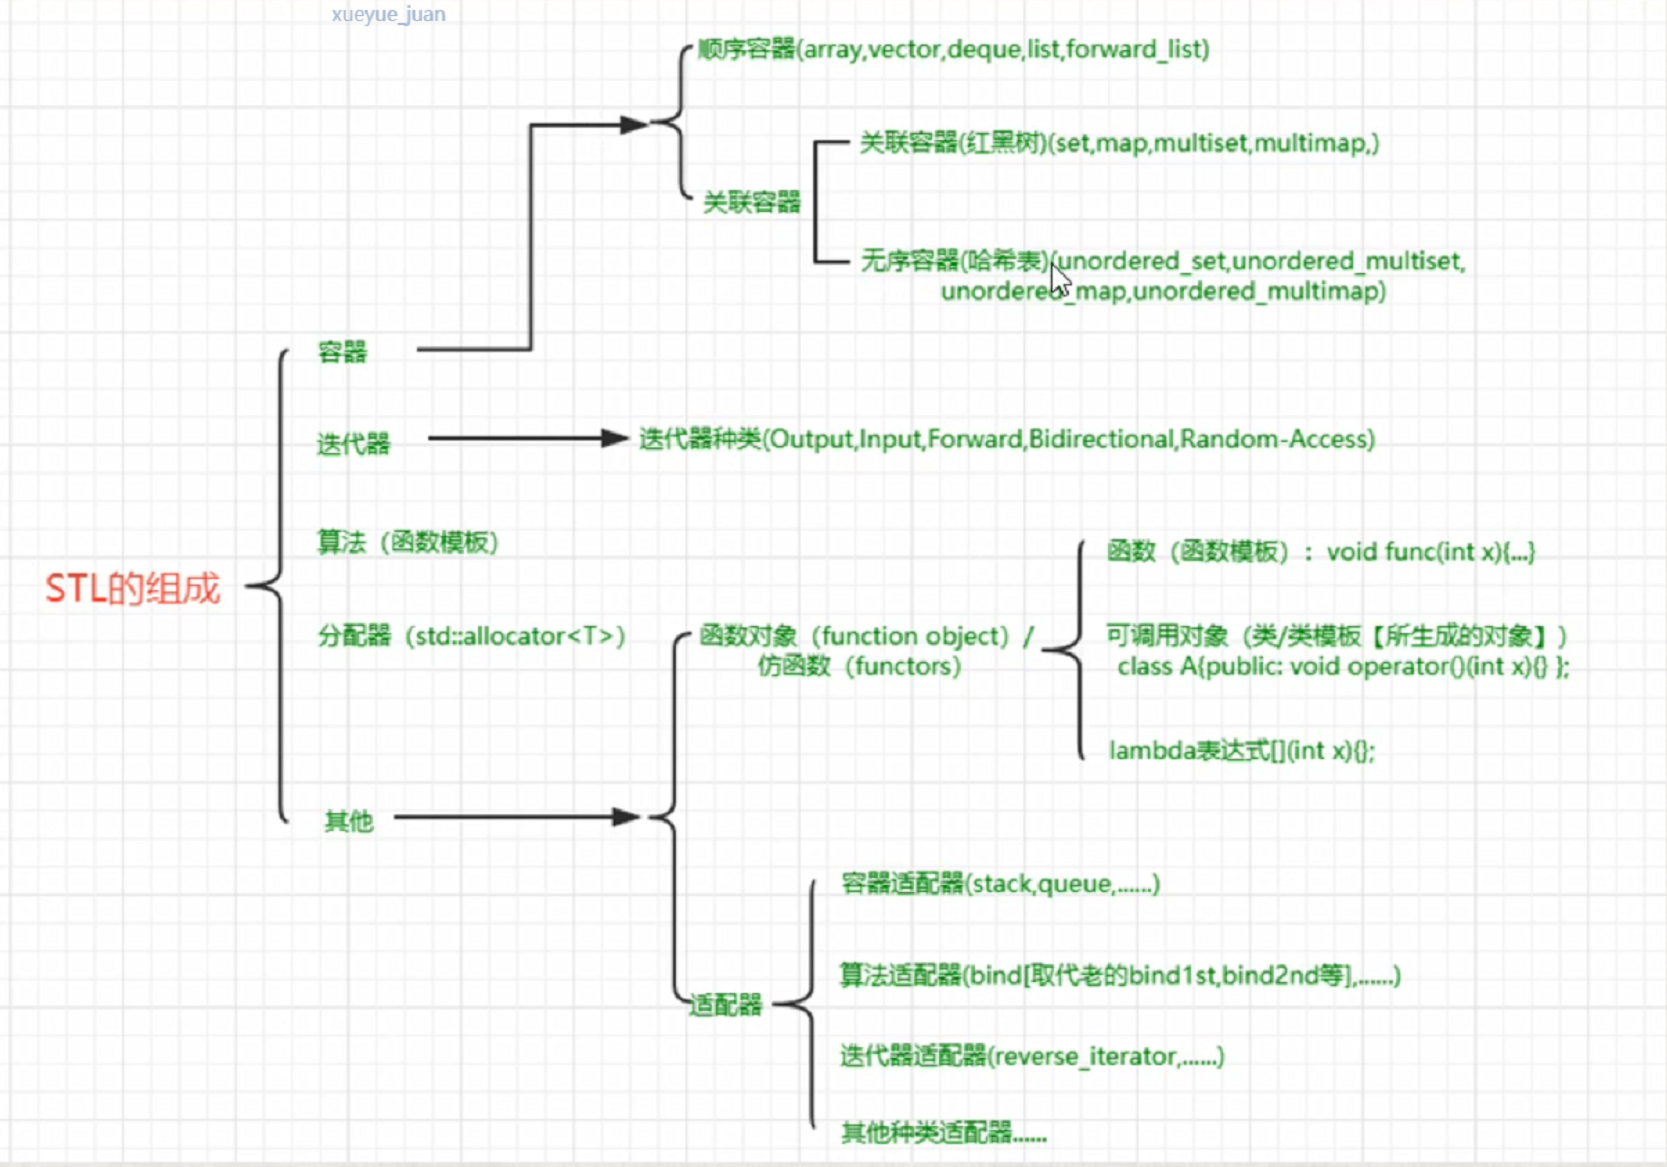 xueyue_juan
顺序容器(array,vector,deque,list,forward_list)
关联容器(红黑树)(set,map,multiset,multimap,)
关联容器
无序容器(哈希表)(unordered_set,unordered_multiset,
unordered_map,unordered_multimap)
容器
迭代器
迭代器种类(Output,Input,Forward,Bidirectional,Random-Access)
算法（函数模板）
函数（函数模板）：void func(int x){...}
STL的组成
分配器（std::allocator<T>）
函数对象（function object）/
仿函数（functors）
可调用对象（类/类模板【所生成的对象】）
class A{public: void operator()(int x){} };
lambda表达式[](int x){};
其他
容器适配器(stack,queue,......)
算法适配器(bind[取代老的bind1st,bind2nd等],......)
适配器
迭代器适配器(reverse_iterator,......)
其他种类适配器......